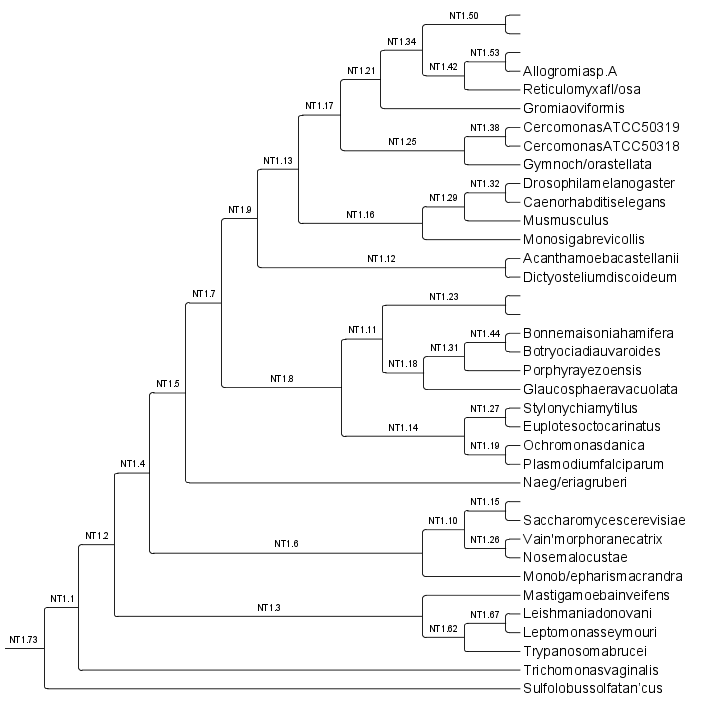 NT1.50
NT1.34
NT1.53
NT1.42
Allogromiasp.A
NT1.21
Reticulomyxafl/osa
NT1.17
Gromiaoviformis
NT1.38
CercomonasATCC50319
NT1.25
CercomonasATCC50318
NT1.13
Gymnoch/orastellata
NT1.32
Drosophilamelanogaster
NT1.29
Caenorhabditiselegans
NT1.9
NT1.16
Musmusculus
Monosigabrevicollis
NT1.12
Acanthamoebacastellanii
Dictyosteliumdiscoideum
NT1.7
NT1.23
NT1.11
NT1.44
Bonnemaisoniahamifera
NT1.31
Botryociadiauvaroides
NT1.18
Porphyrayezoensis
NT1.5
NT1.8
Glaucosphaeravacuolata
NT1.27
Stylonychiamytilus
NT1.14
Euplotesoctocarinatus
NT1.19
Ochromonasdanica
NT1.4
Plasmodiumfalciparum
Naeg/eriagruberi
NT1.15
NT1.10
Saccharomycescerevisiae
NT1.2
NT1.6
NT1.26
Vain'morphoranecatrix
Nosemalocustae
Monob/epharismacrandra
NT1.1
NT1.3
Mastigamoebainveifens
NT1.67
Leishmaniadonovani
NT1.62
Leptomonasseymouri
NT1.73
Trypanosomabrucei
Trichomonasvaginalis
Sulfolobussolfatan'cus